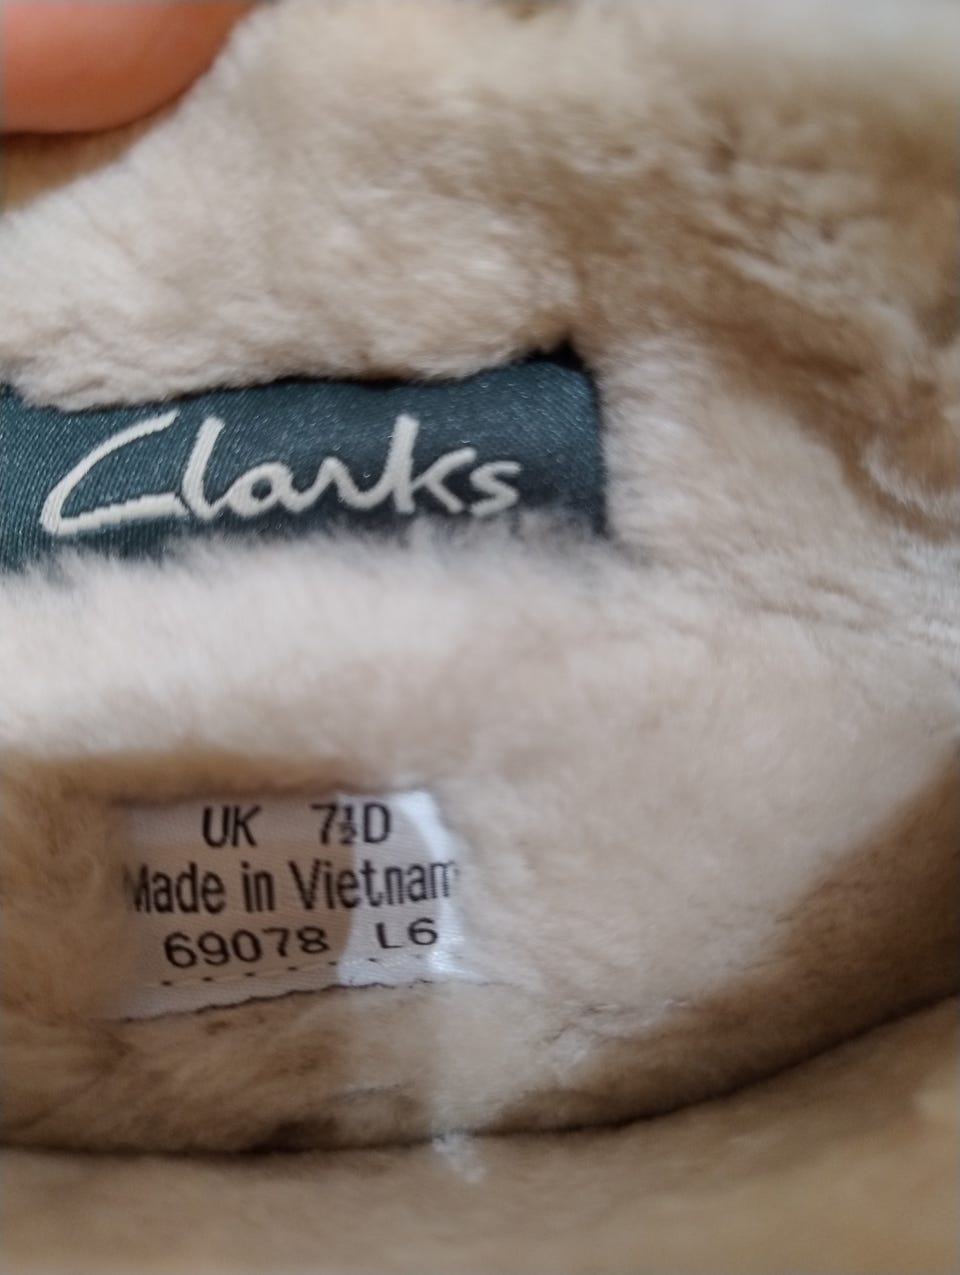 Clarks
UK 7½D
Made in Vietnam
69078 L6